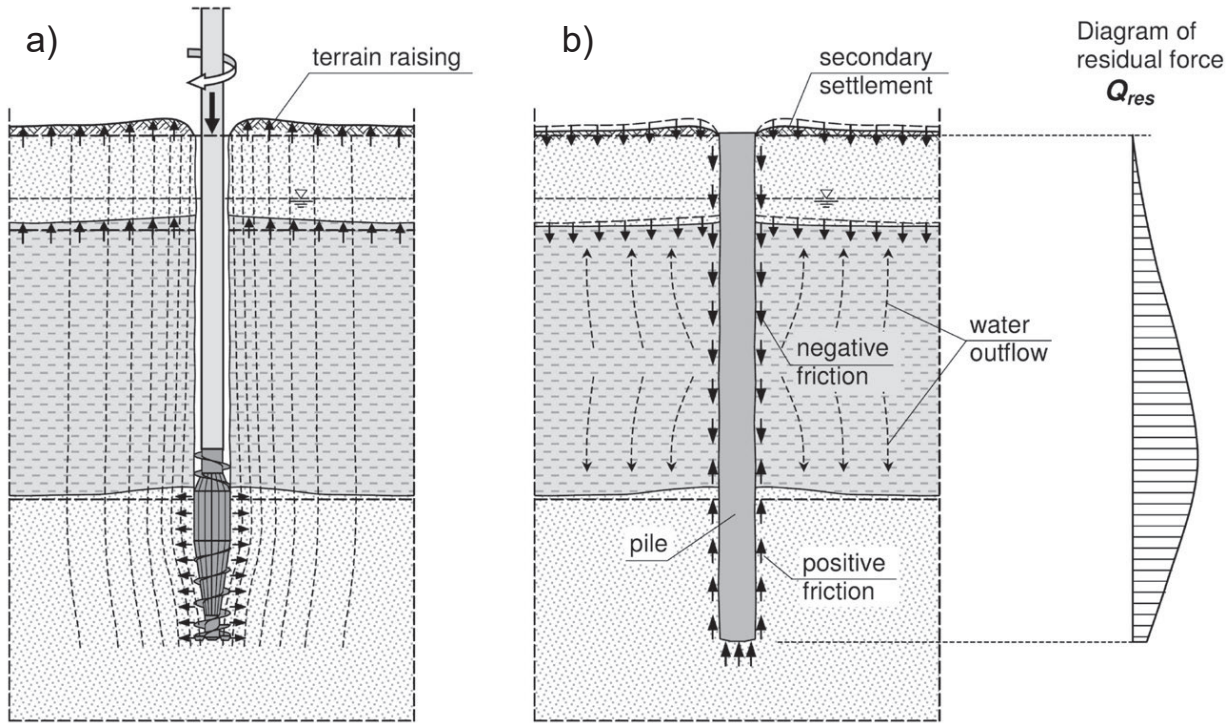 a)
terrain raising
b)
secondary
settlement
Diagram of
residual force
Qres
negative
friction
water
outflow
pile
positive
friction